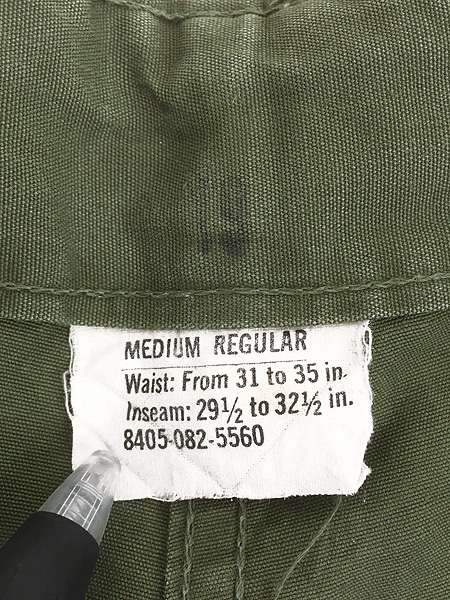 MEDIUM REGULAR
Waist: From 31 to 35 in.
Inseam: 29½ to 32½ in.
8405-082-5560